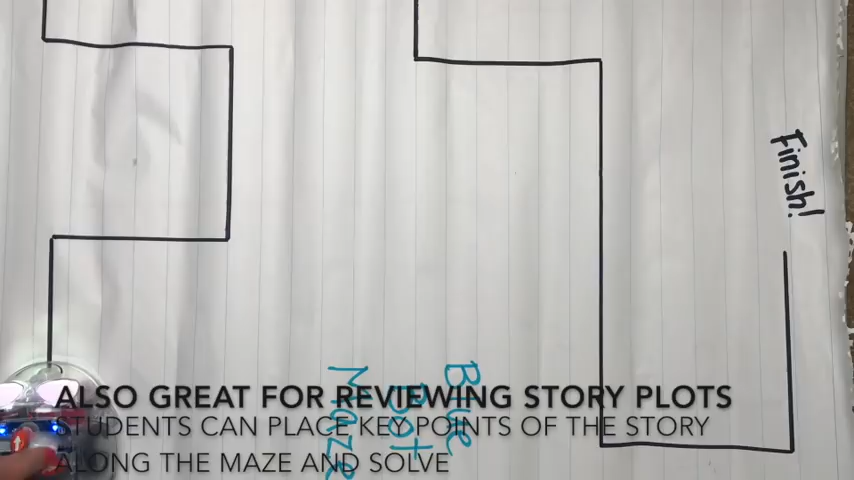 Finish!
Blue
Bot
Maze
ALSO GREAT FOR REVIEWING STORY PLOTS
STUDENTS CAN PLACE KEY POINTS OF THE STORY
ALONG THE MAZE AND SOLVE